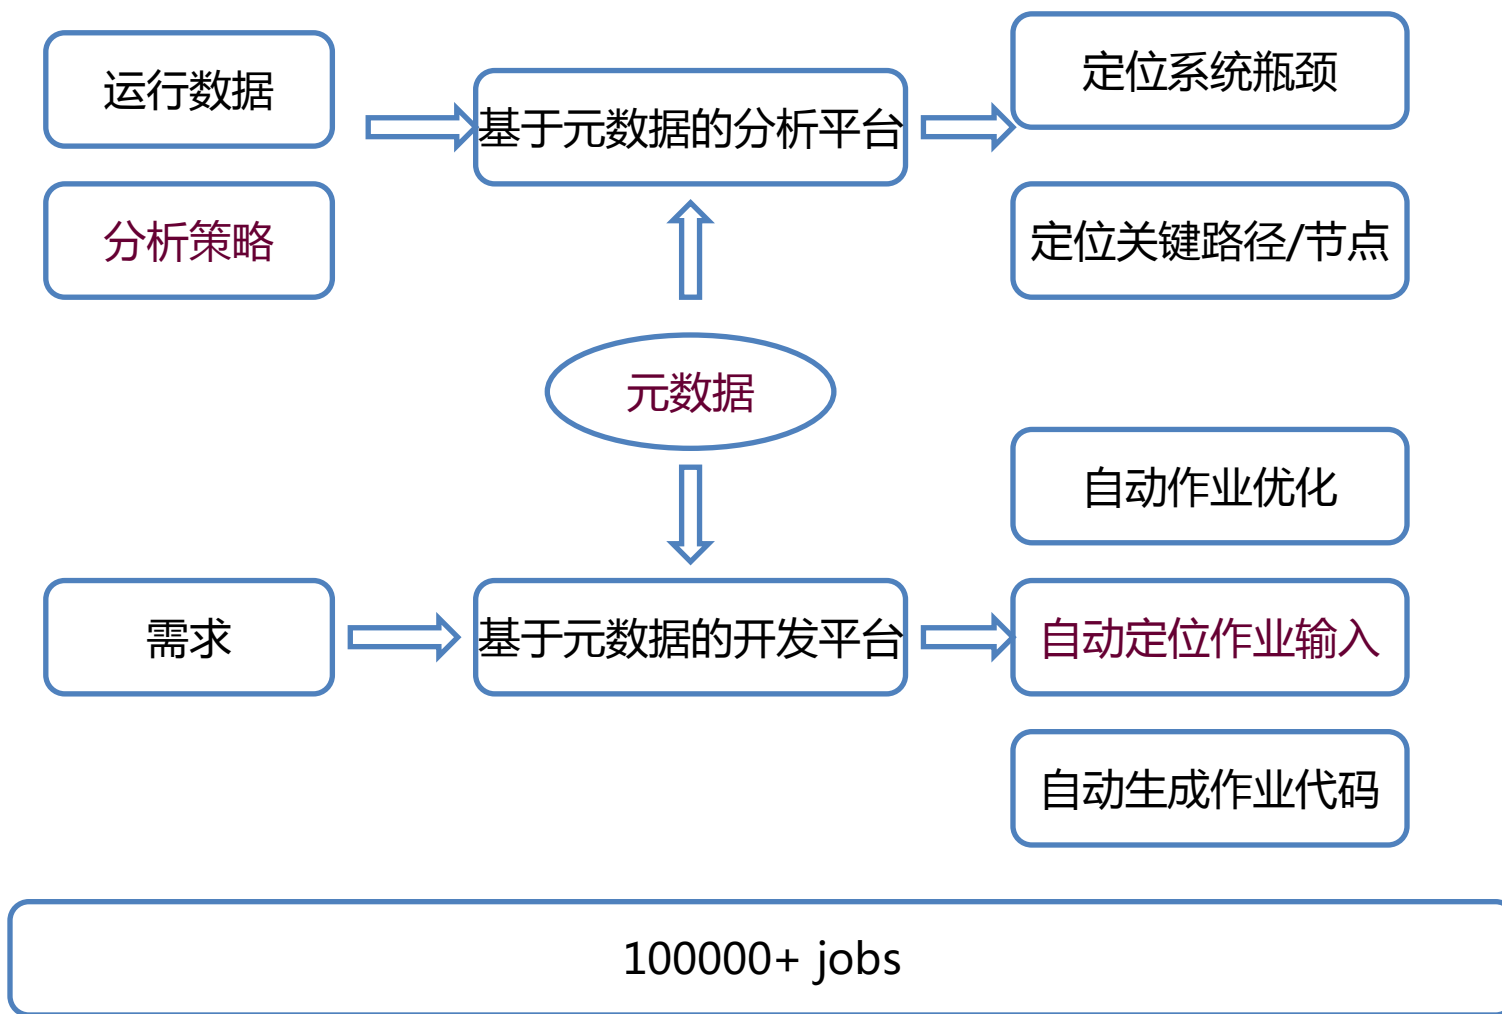 运行数据
分析策略
基于元数据的分析平台
定位系统瓶颈
定位关键路径/节点
元数据
需求
基于元数据的开发平台
自动作业优化
自动定位作业输入
自动生成作业代码
100000+ jobs